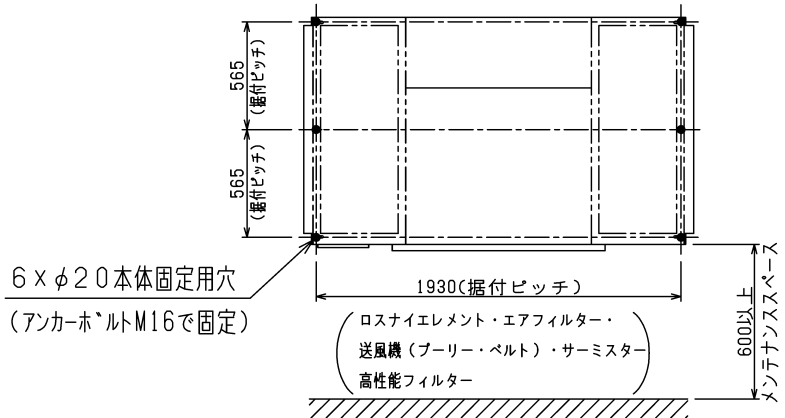 565
(据付ピッチ)
565
(据付ピッチ)
6×φ20本体固定用穴
(アンカーボルトM16で固定)
1930(据付ピッチ)
ロスナイエレメント・エアフィルター・
送風機(プーリー・ベルト)・サーミスター
高性能フィルター
600以上
メンテナンススペース